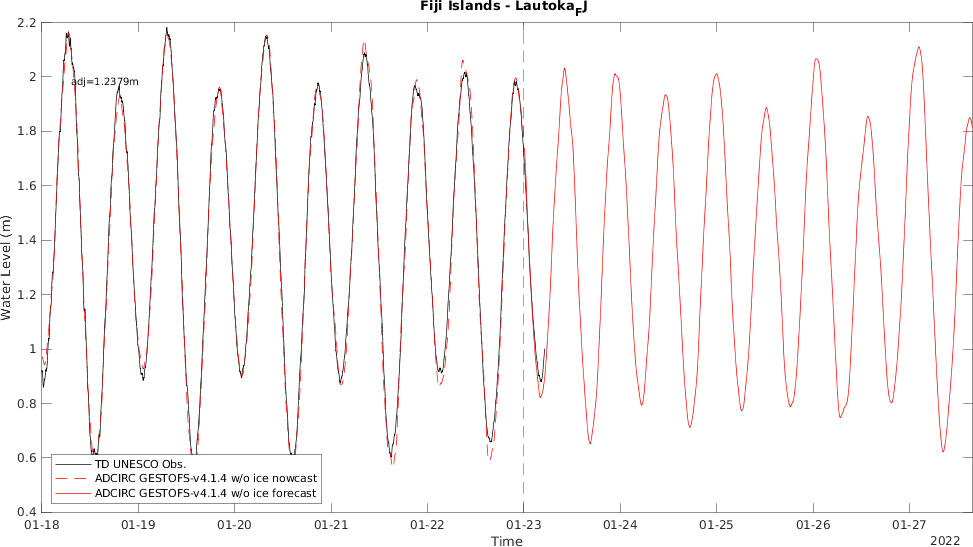 Fiji Islands - Lautoka_FJ
2.2
2
1.8
1.6
1.4
1.2
1
0.8
0.6
0.4
Water Level (m)
adj=1.2379m
TD UNESCO Obs.
ADCIRC GESTOFS-v4.1.4 w/o ice nowcast
ADCIRC GESTOFS-v4.1.4 w/o ice forecast
01-18 01-19 01-20 01-21 01-22 01-23 01-24 01-25 01-26 01-27
Time
2022